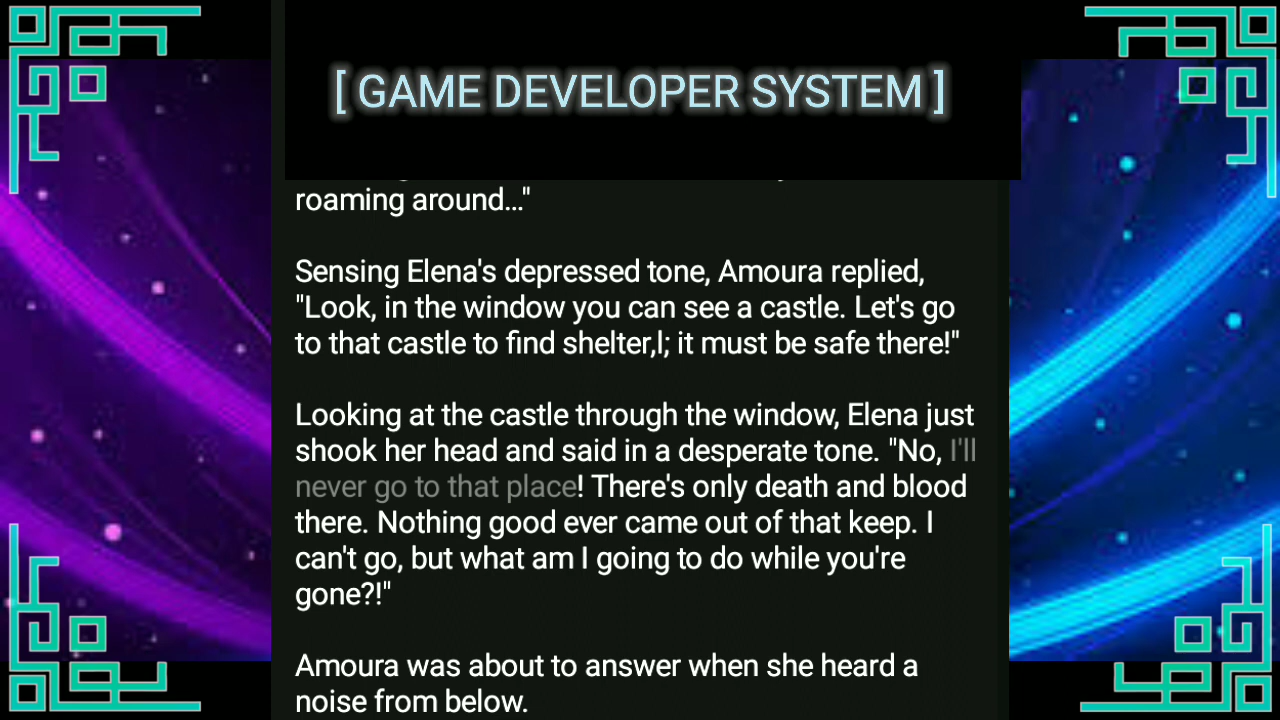 [ GAME DEVELOPER SYSTEM ]
roaming around..."
Sensing Elena's depressed tone, Amoura replied,
"Look, in the window you can see a castle. Let's go
to that castle to find shelter,l; it must be safe there!"
Looking at the castle through the window, Elena just
shook her head and said in a desperate tone. "No, I'll
never go to that place! There's only death and blood
there. Nothing good ever came out of that keep. I
can't go, but what am I going to do while you're
gone?!"
Amoura was about to answer when she heard a
noise from below.